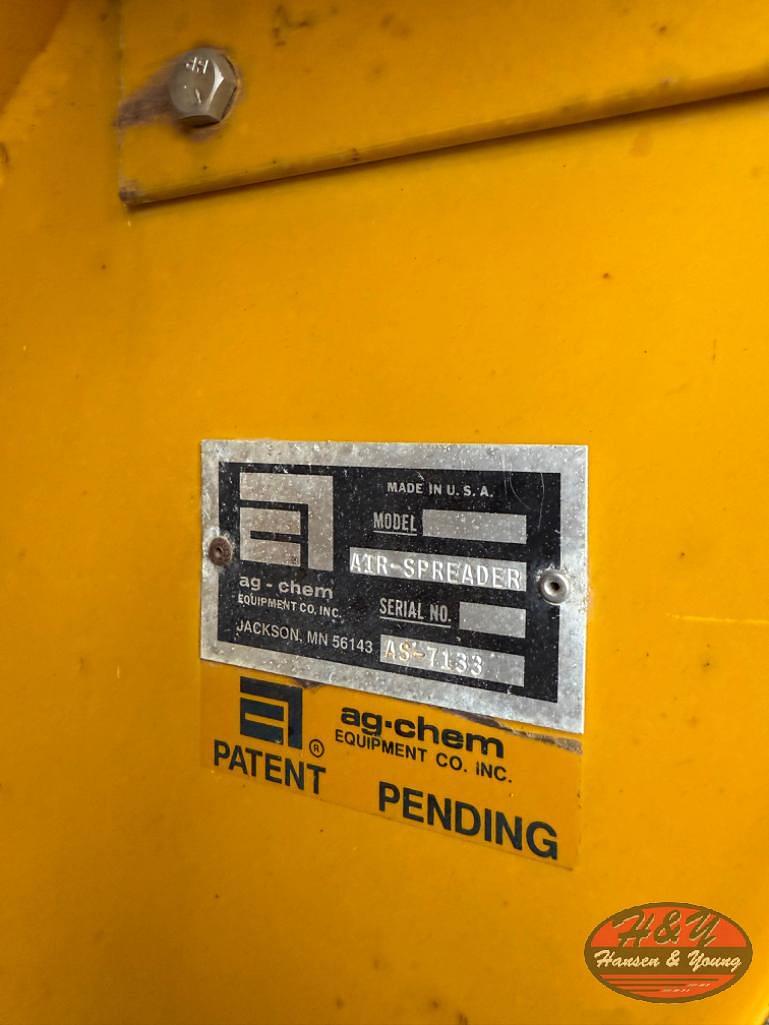 MADE IN U.S.A.
MODEL
AIR-SPREADER
ag-chem
EQUIPMENT CO. INC.
SERIAL NO.
JACKSON, MN 56143
AS-7133
ag·chem
EQUIPMENT CO. INC.
®
PATENT PENDING
H&Y
Hansen & Young